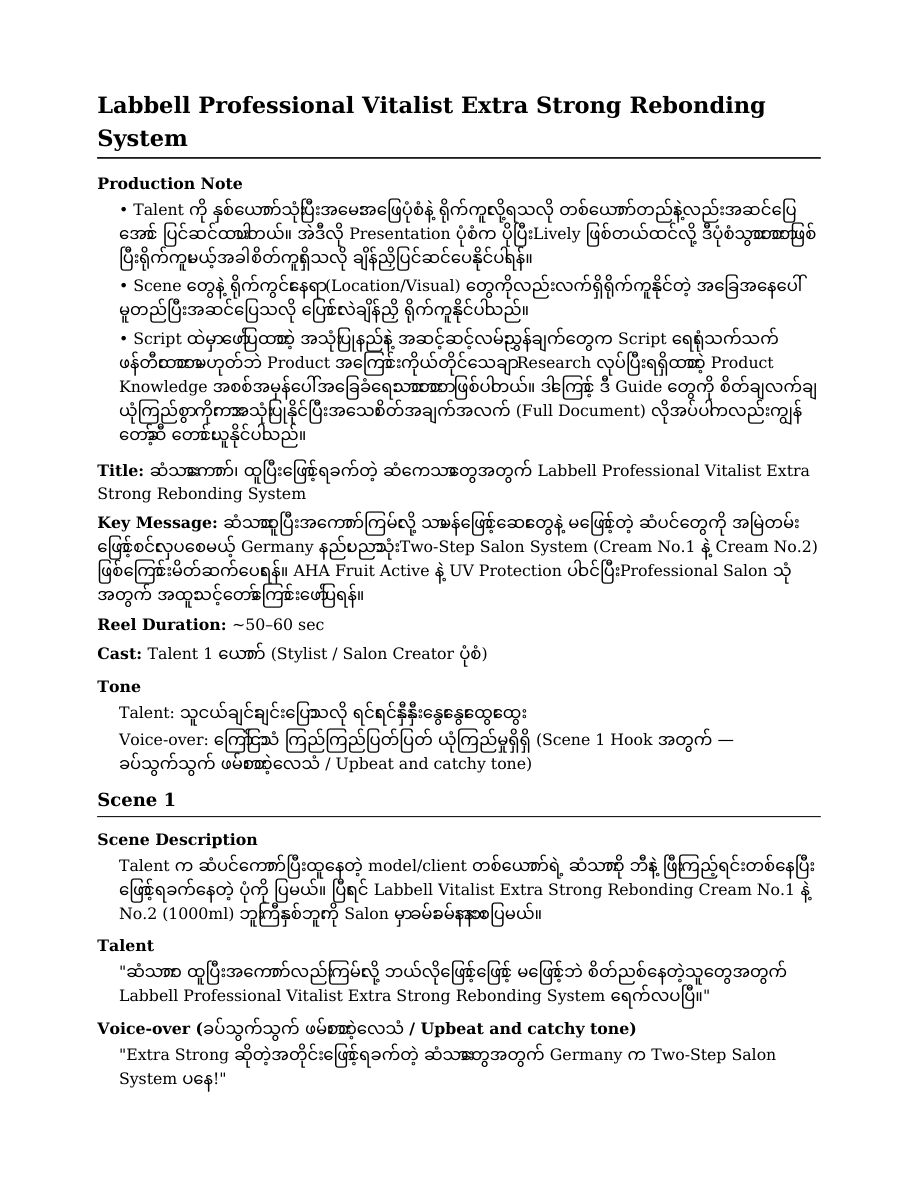 Labbell Professional Vitalist Extra Strong Rebonding
System
Production Note
• Talent ကို နှစ်ယောက်သုံးပြီးအမေးအဖြေပုံစံနဲ့ ရိုက်ကူးလို့ရသလို တစ်ယောက်တည်းနဲ့လည်းအဆင်ပြေ
အောင် ပြင်ဆင်ထားပါတယ်။ အဲဒီလို Presentation ပုံစံက ပိုပြီးLively ဖြစ်တယ်ထင်လို့ ဒီပုံစံသွားထားတာဖြစ်
ပြီးရိုက်ကူးမယ့်အခါစိတ်ကူးရှိသလို ချိန်ညှိပြင်ဆင်ပေးနိုင်ပါရန်။
• Scene တွေနဲ့ ရိုက်ကွင်းနေရာ(Location/Visual) တွေကိုလည်းလက်ရှိရိုက်ကူးနိုင်တဲ့ အခြေအနေပေါ်
မူတည်ပြီးအဆင်ပြေသလို ပြောင်းလဲချိန်ညှိ ရိုက်ကူးနိုင်ပါသည်။
• Script ထဲမှာဖော်ပြထားတဲ့ အသုံးပြုနည်းနဲ့ အဆင့်ဆင့်လမ်းညွှန်ချက်တွေက Script ရေးရုံသက်သက်
ဖန်တီးထားတာမဟုတ်ဘဲ Product အကြောင်းကိုယ်တိုင်သေချာResearch လုပ်ပြီးရရှိထားတဲ့ Product
Knowledge အစစ်အမှန်ပေါ်အခြေခံရေးသားထားတာဖြစ်ပါတယ်။ ဒါကြောင့် ဒီ Guide တွေကို စိတ်ချလက်ချ
ယုံကြည်စွာကိုးကားအသုံးပြုနိုင်ပြီးအသေးစိတ်အချက်အလက် (Full Document) လိုအပ်ပါကလည်းကျွန်
တော့်ဆီ တောင်းယူနိုင်ပါသည်။
Title: ဆံသားကောက်၊ ထူပြီးဖြောင့်ရခက်တဲ့ ဆံကေသာတွေအတွက် Labbell Professional Vitalist Extra
Strong Rebonding System
Key Message: ဆံသားထူပြီးအကောက်ကြမ်းလို့ သာမန်ဖြောင့်ဆေးတွေနဲ့ မဖြောင့်တဲ့ ဆံပင်တွေကို အမြဲတမ်း
ဖြောင့်စင်းလှပစေမယ့် Germany နည်းပညာသုံးTwo-Step Salon System (Cream No.1 နဲ့ Cream No.2)
ဖြစ်ကြောင်းမိတ်ဆက်ပေးရန်။ AHA Fruit Active နဲ့ UV Protection ပါဝင်ပြီးProfessional Salon သုံး
အတွက် အထူးသင့်တော်ကြောင်းဖော်ပြရန်။
Reel Duration: ~50–60 sec
Cast: Talent 1 ယောက် (Stylist / Salon Creator ပုံစံ)
Tone
Talent: သူငယ်ချင်းချင်းပြောသလို ရင်းရင်းနှီးနှီးနွေးနွေးထွေးထွေး
Voice-over: ကြော်ငြာသံ ကြည်ကြည်ပြတ်ပြတ် ယုံကြည်မှုရှိရှိ (Scene 1 Hook အတွက် —
ခပ်သွက်သွက် ဖမ်းစားတဲ့လေသံ / Upbeat and catchy tone)
Scene 1
Scene Description
Talent က ဆံပင်ကောက်ပြီးထူနေတဲ့ model/client တစ်ယောက်ရဲ့ ဆံသားကို ဘီးနဲ့ ဖြီးကြည့်ရင်းတစ်နေပြီး
ဖြောင့်ရခက်နေတဲ့ ပုံကို ပြမယ်။ ပြီးရင် Labbell Vitalist Extra Strong Rebonding Cream No.1 နဲ့
No.2 (1000ml) ဘူးကြီးနှစ်ဘူးကို Salon မှာခမ်းခမ်းနားနားစပြမယ်။
Talent
"ဆံသားက ထူပြီးအကောက်လည်းကြမ်းလို့ ဘယ်လိုဖြောင့်ဖြောင့် မဖြောင့်ဘဲ စိတ်ညစ်နေတဲ့သူတွေအတွက်
Labbell Professional Vitalist Extra Strong Rebonding System ရောက်လာပါပြီ။"
Voice-over (ခပ်သွက်သွက် ဖမ်းစားတဲ့လေသံ / Upbeat and catchy tone)
"Extra Strong ဆိုတဲ့အတိုင်းဖြောင့်ရခက်တဲ့ ဆံသားတွေအတွက် Germany က Two-Step Salon
System ပါနော်!"